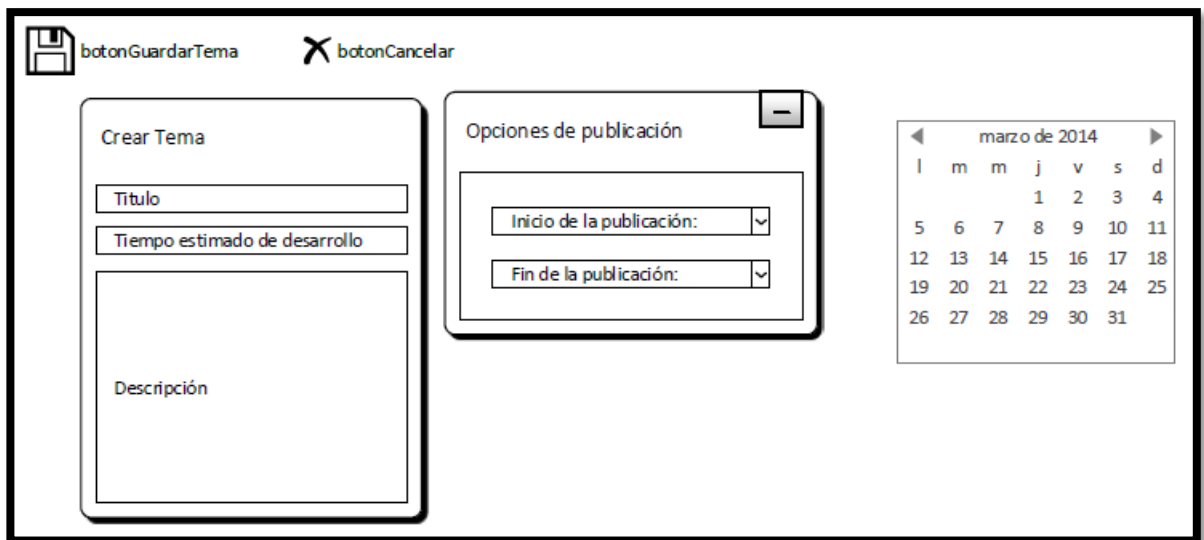 botonGuardarTema
botonCancelar
Crear Tema
Titulo
Tiempo estimado de desarrollo
Descripción
Opciones de publicación
Inicio de la publicación:
Fin de la publicación:
marzo de 2014
l m m j v s d
1 2 3 4
5 6 7 8 9 10 11
12 13 14 15 16 17 18
19 20 21 22 23 24 25
26 27 28 29 30 31